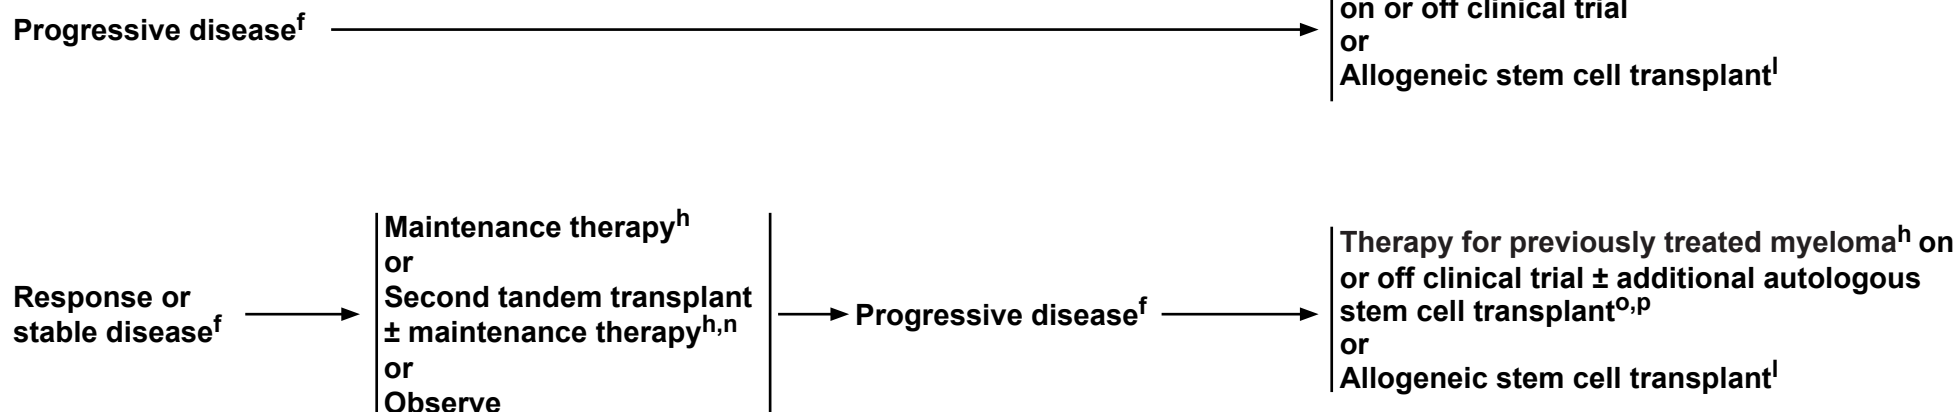 on or off clinical trial
Progressive disease^f
or
Allogeneic stem cell transplant^l
Maintenance therapy^h
or
Second tandem transplant
± maintenance therapy^h,n
or
Observe
Response or
stable disease^f
Progressive disease^f
Therapy for previously treated myeloma^h on
or off clinical trial ± additional autologous
stem cell transplant^o,p
or
Allogeneic stem cell transplant^l